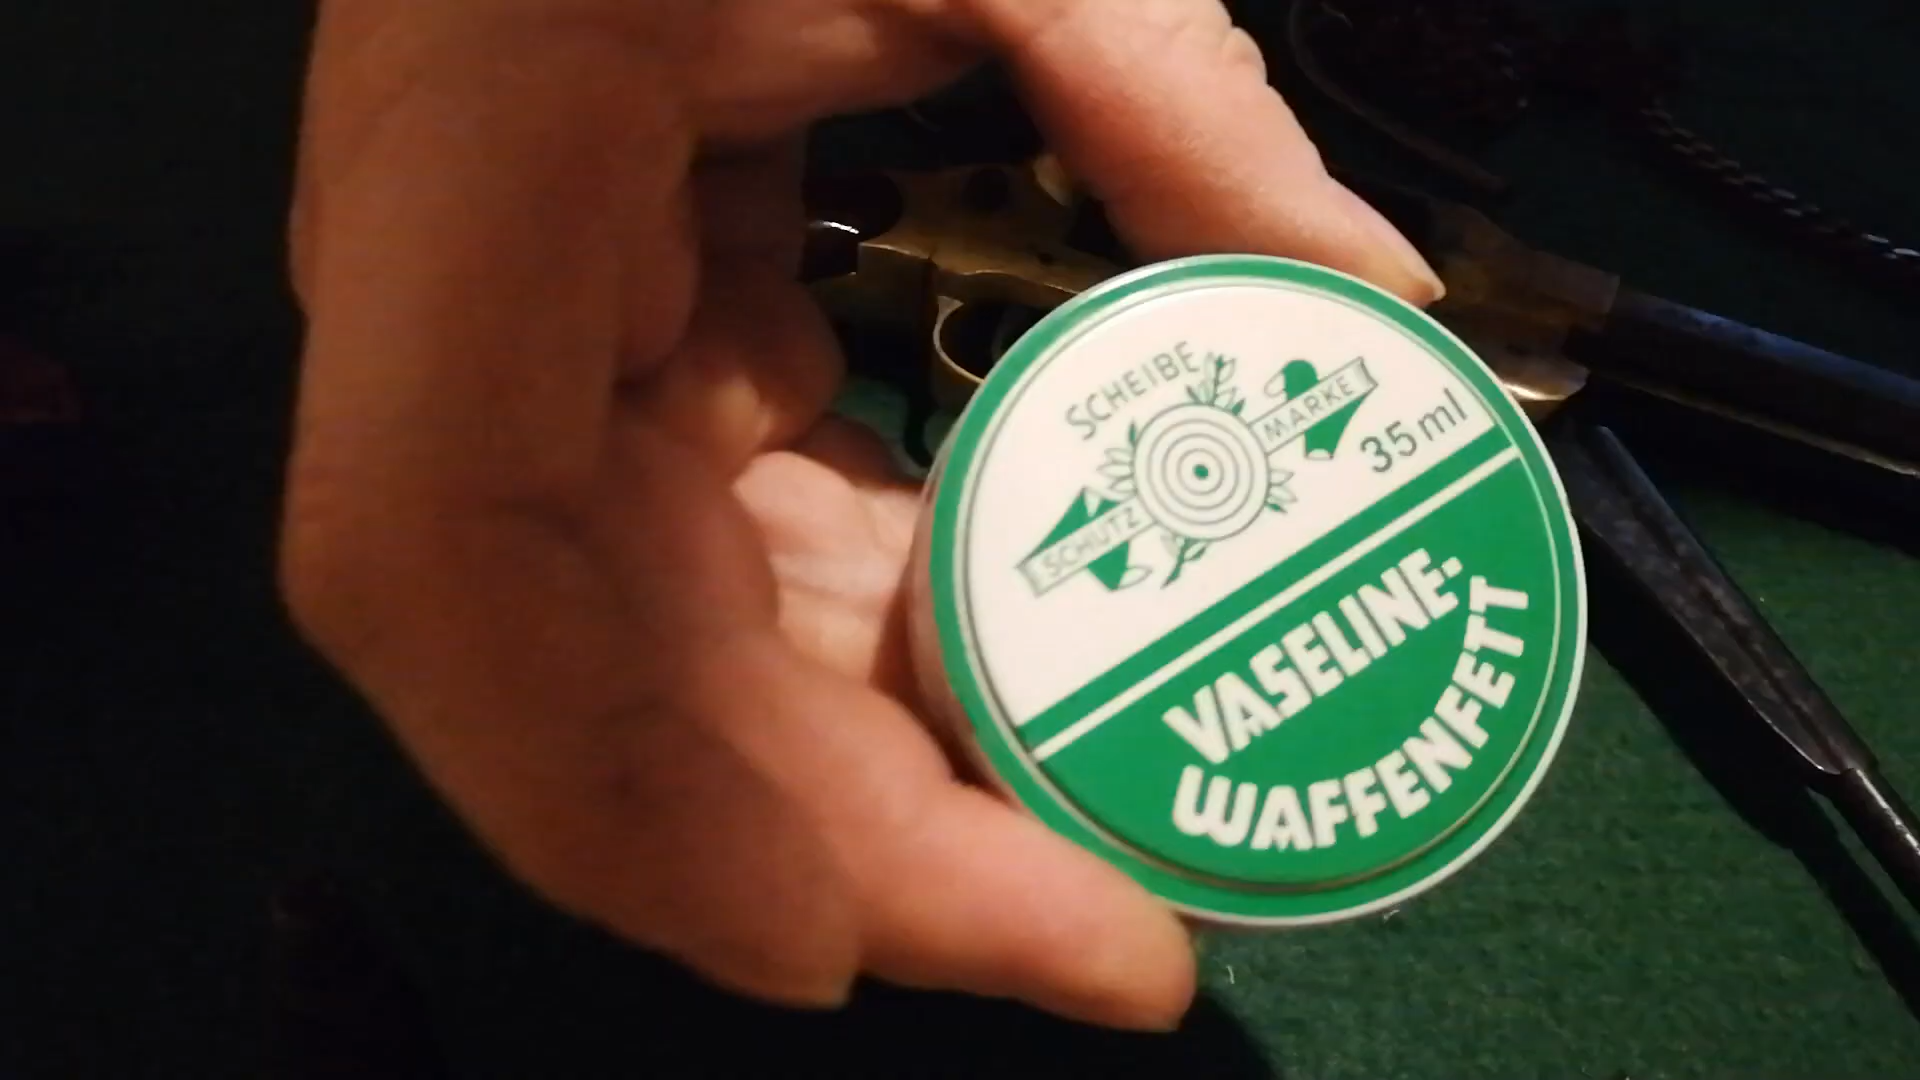 SCHEIBE
SCHUTZ MARKE
35 ml
VASELINE-
WAFFENFETT